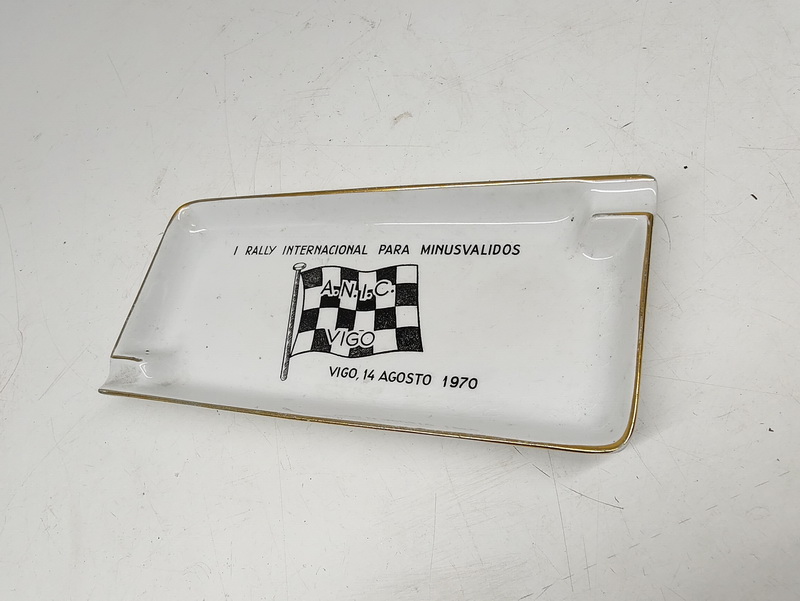 I RALLY INTERNACIONAL PARA MINUSVALIDOS
A.N.I.C.
VIGO
VIGO, 14 AGOSTO 1970